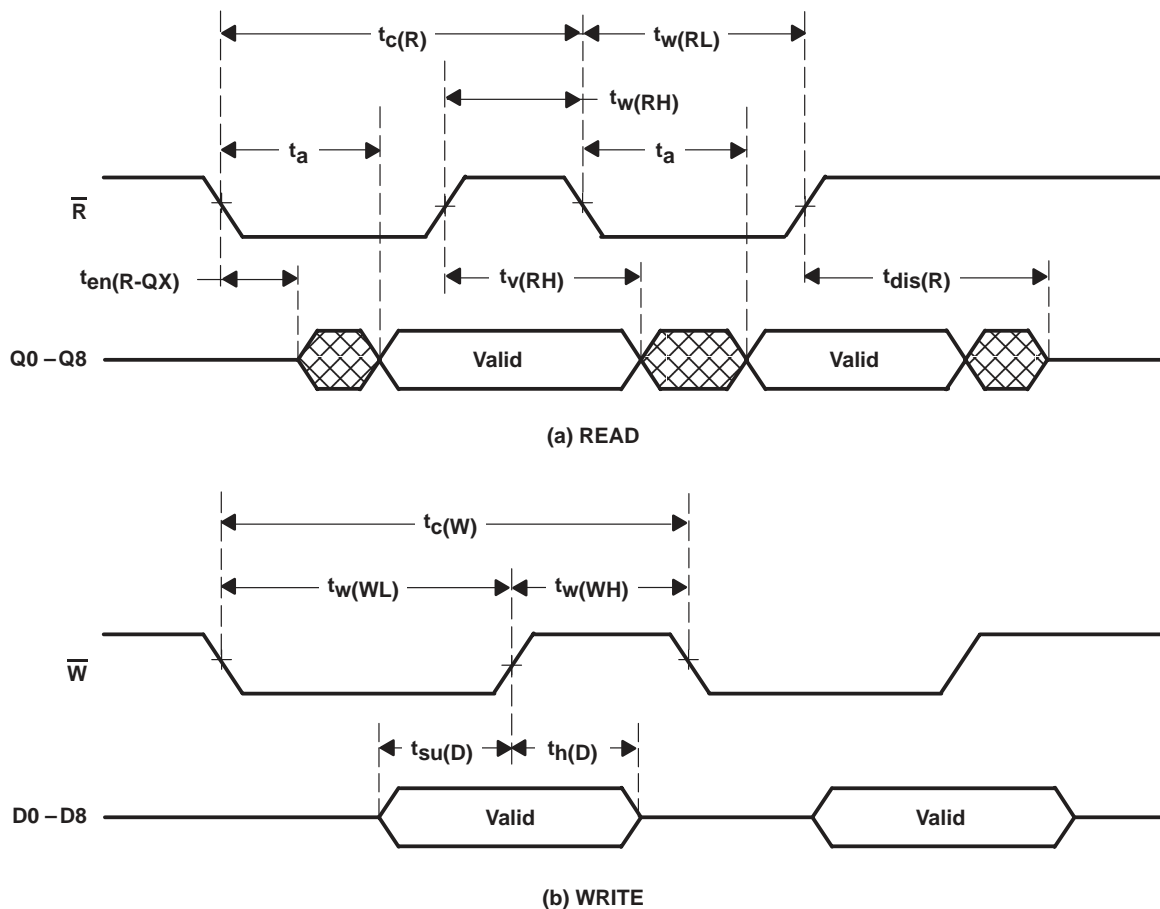 tc(R)
tw(RL)
tw(RH)
ta
ta
R
ten(R-QX)
tv(RH)
tdis(R)
Q0 – Q8
Valid
Valid
(a) READ
tc(W)
tw(WL)
tw(WH)
W
tsu(D)
th(D)
D0 – D8
Valid
Valid
(b) WRITE